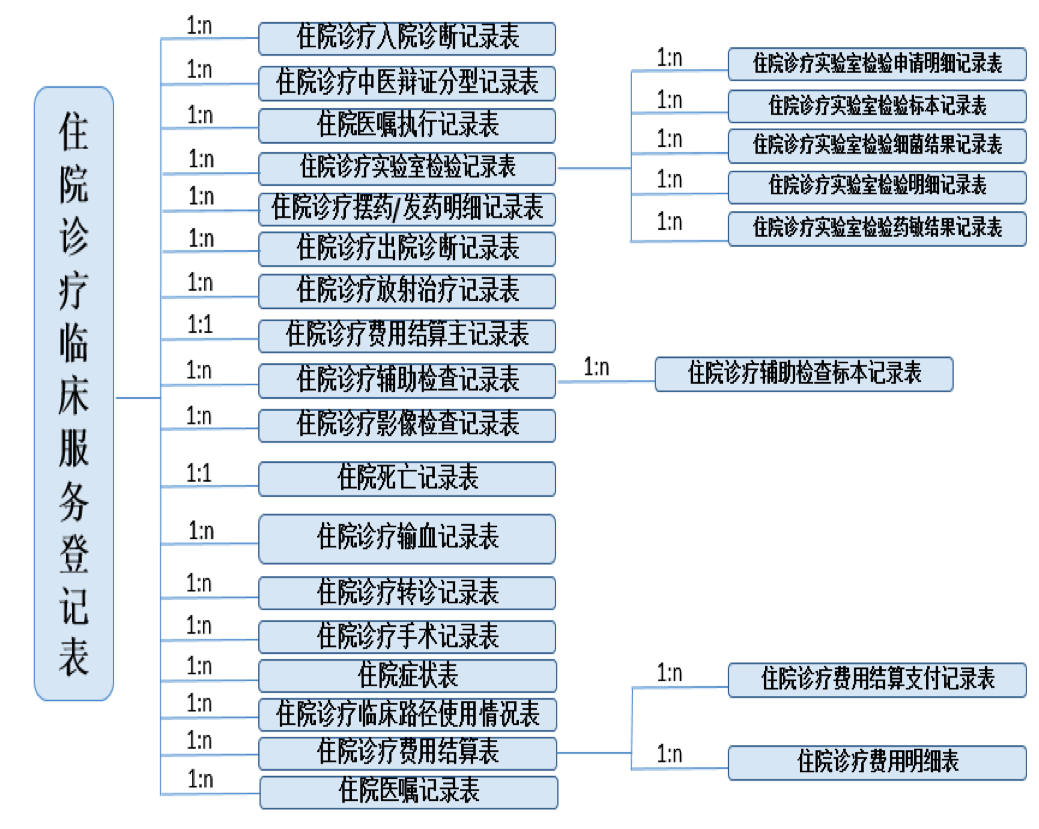 住院诊疗临床服务登记表
1:n
住院诊疗入院诊断记录表
1:n
住院诊疗中医辩证分型记录表
1:n
住院医嘱执行记录表
1:n
住院诊疗实验室检验记录表
1:n
住院诊疗实验室检验申请明细记录表
1:n
住院诊疗实验室检验标本记录表
1:n
住院诊疗实验室检验细菌结果记录表
1:n
住院诊疗实验室检验明细记录表
1:n
住院诊疗实验室检验药敏结果记录表
1:n
住院诊疗摆药/发药明细记录表
1:n
住院诊疗出院诊断记录表
1:n
住院诊疗放射治疗记录表
1:1
住院诊疗费用结算主记录表
1:n
住院诊疗辅助检查记录表
1:n
住院诊疗辅助检查标本记录表
1:n
住院诊疗影像检查记录表
1:1
住院死亡记录表
1:n
住院诊疗输血记录表
1:n
住院诊疗转诊记录表
1:n
住院诊疗手术记录表
1:n
住院症状表
1:n
住院诊疗临床路径使用情况表
1:n
住院诊疗费用结算表
1:n
住院诊疗费用结算支付记录表
1:n
住院诊疗费用明细表
1:n
住院医嘱记录表